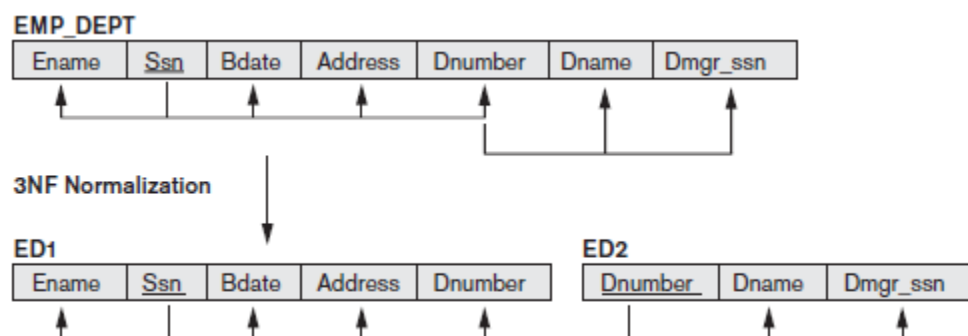 EMP_DEPT
Ename Ssn Bdate Address Dnumber Dname Dmgr_ssn
3NF Normalization
ED1 ED2
Ename Ssn Bdate Address Dnumber Dnumber Dname Dmgr_ssn